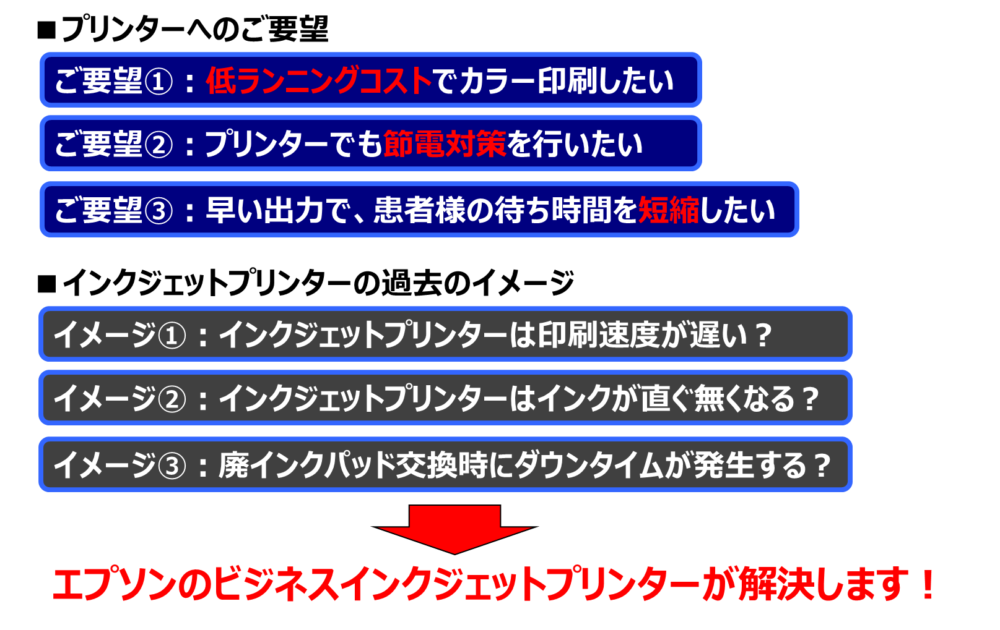 ■プリンターへのご要望
ご要望①：低ランニングコストでカラー印刷したい
ご要望②：プリンターでも節電対策を行いたい
ご要望③：早い出力で、患者様の待ち時間を短縮したい
■インクジェットプリンターの過去のイメージ
イメージ①：インクジェットプリンターは印刷速度が遅い？
イメージ②：インクジェットプリンターはインクが直ぐ無くなる？
イメージ③：廃インクパッド交換時にダウンタイムが発生する？
エプソンのビジネスインクジェットプリンターが解決します！